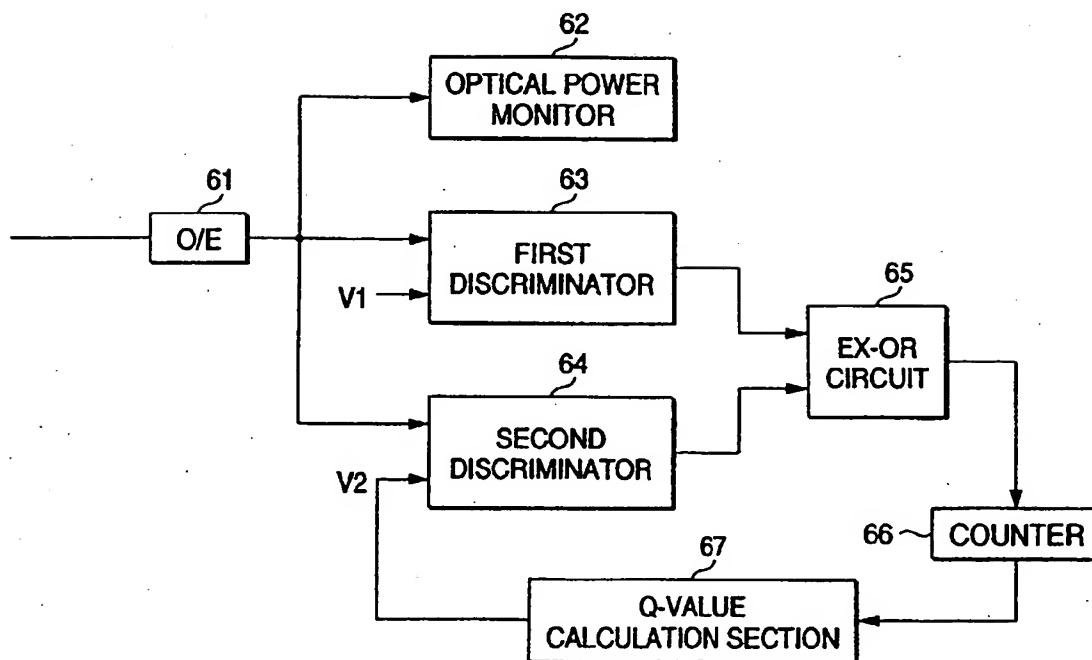 62
OPTICAL POWER
MONITOR
61
O/E
63
FIRST
DISCRIMINATOR
V1
65
EX-OR
CIRCUIT
64
SECOND
DISCRIMINATOR
V2
66
COUNTER
67
Q-VALUE
CALCULATION SECTION